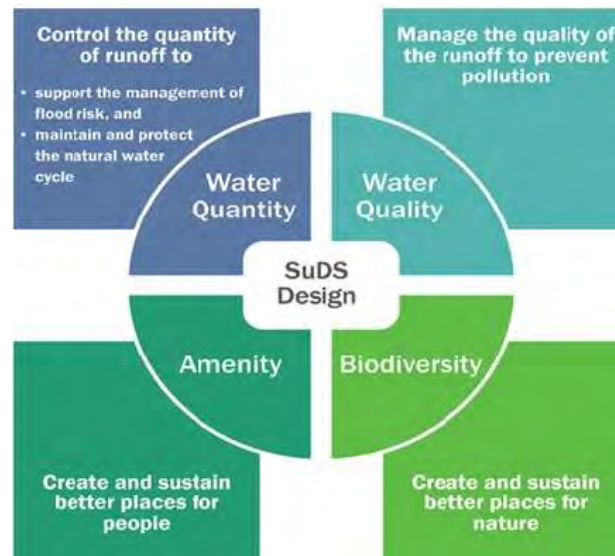 Control the quantity
of runoff to
• support the management of
flood risk, and
• maintain and protect
the natural water
cycle
Manage the quality of
the runoff to prevent
pollution
Water
Quantity
Water
Quality
SuDS
Design
Amenity
Biodiversity
Create and sustain
better places for
people
Create and sustain
better places for
nature